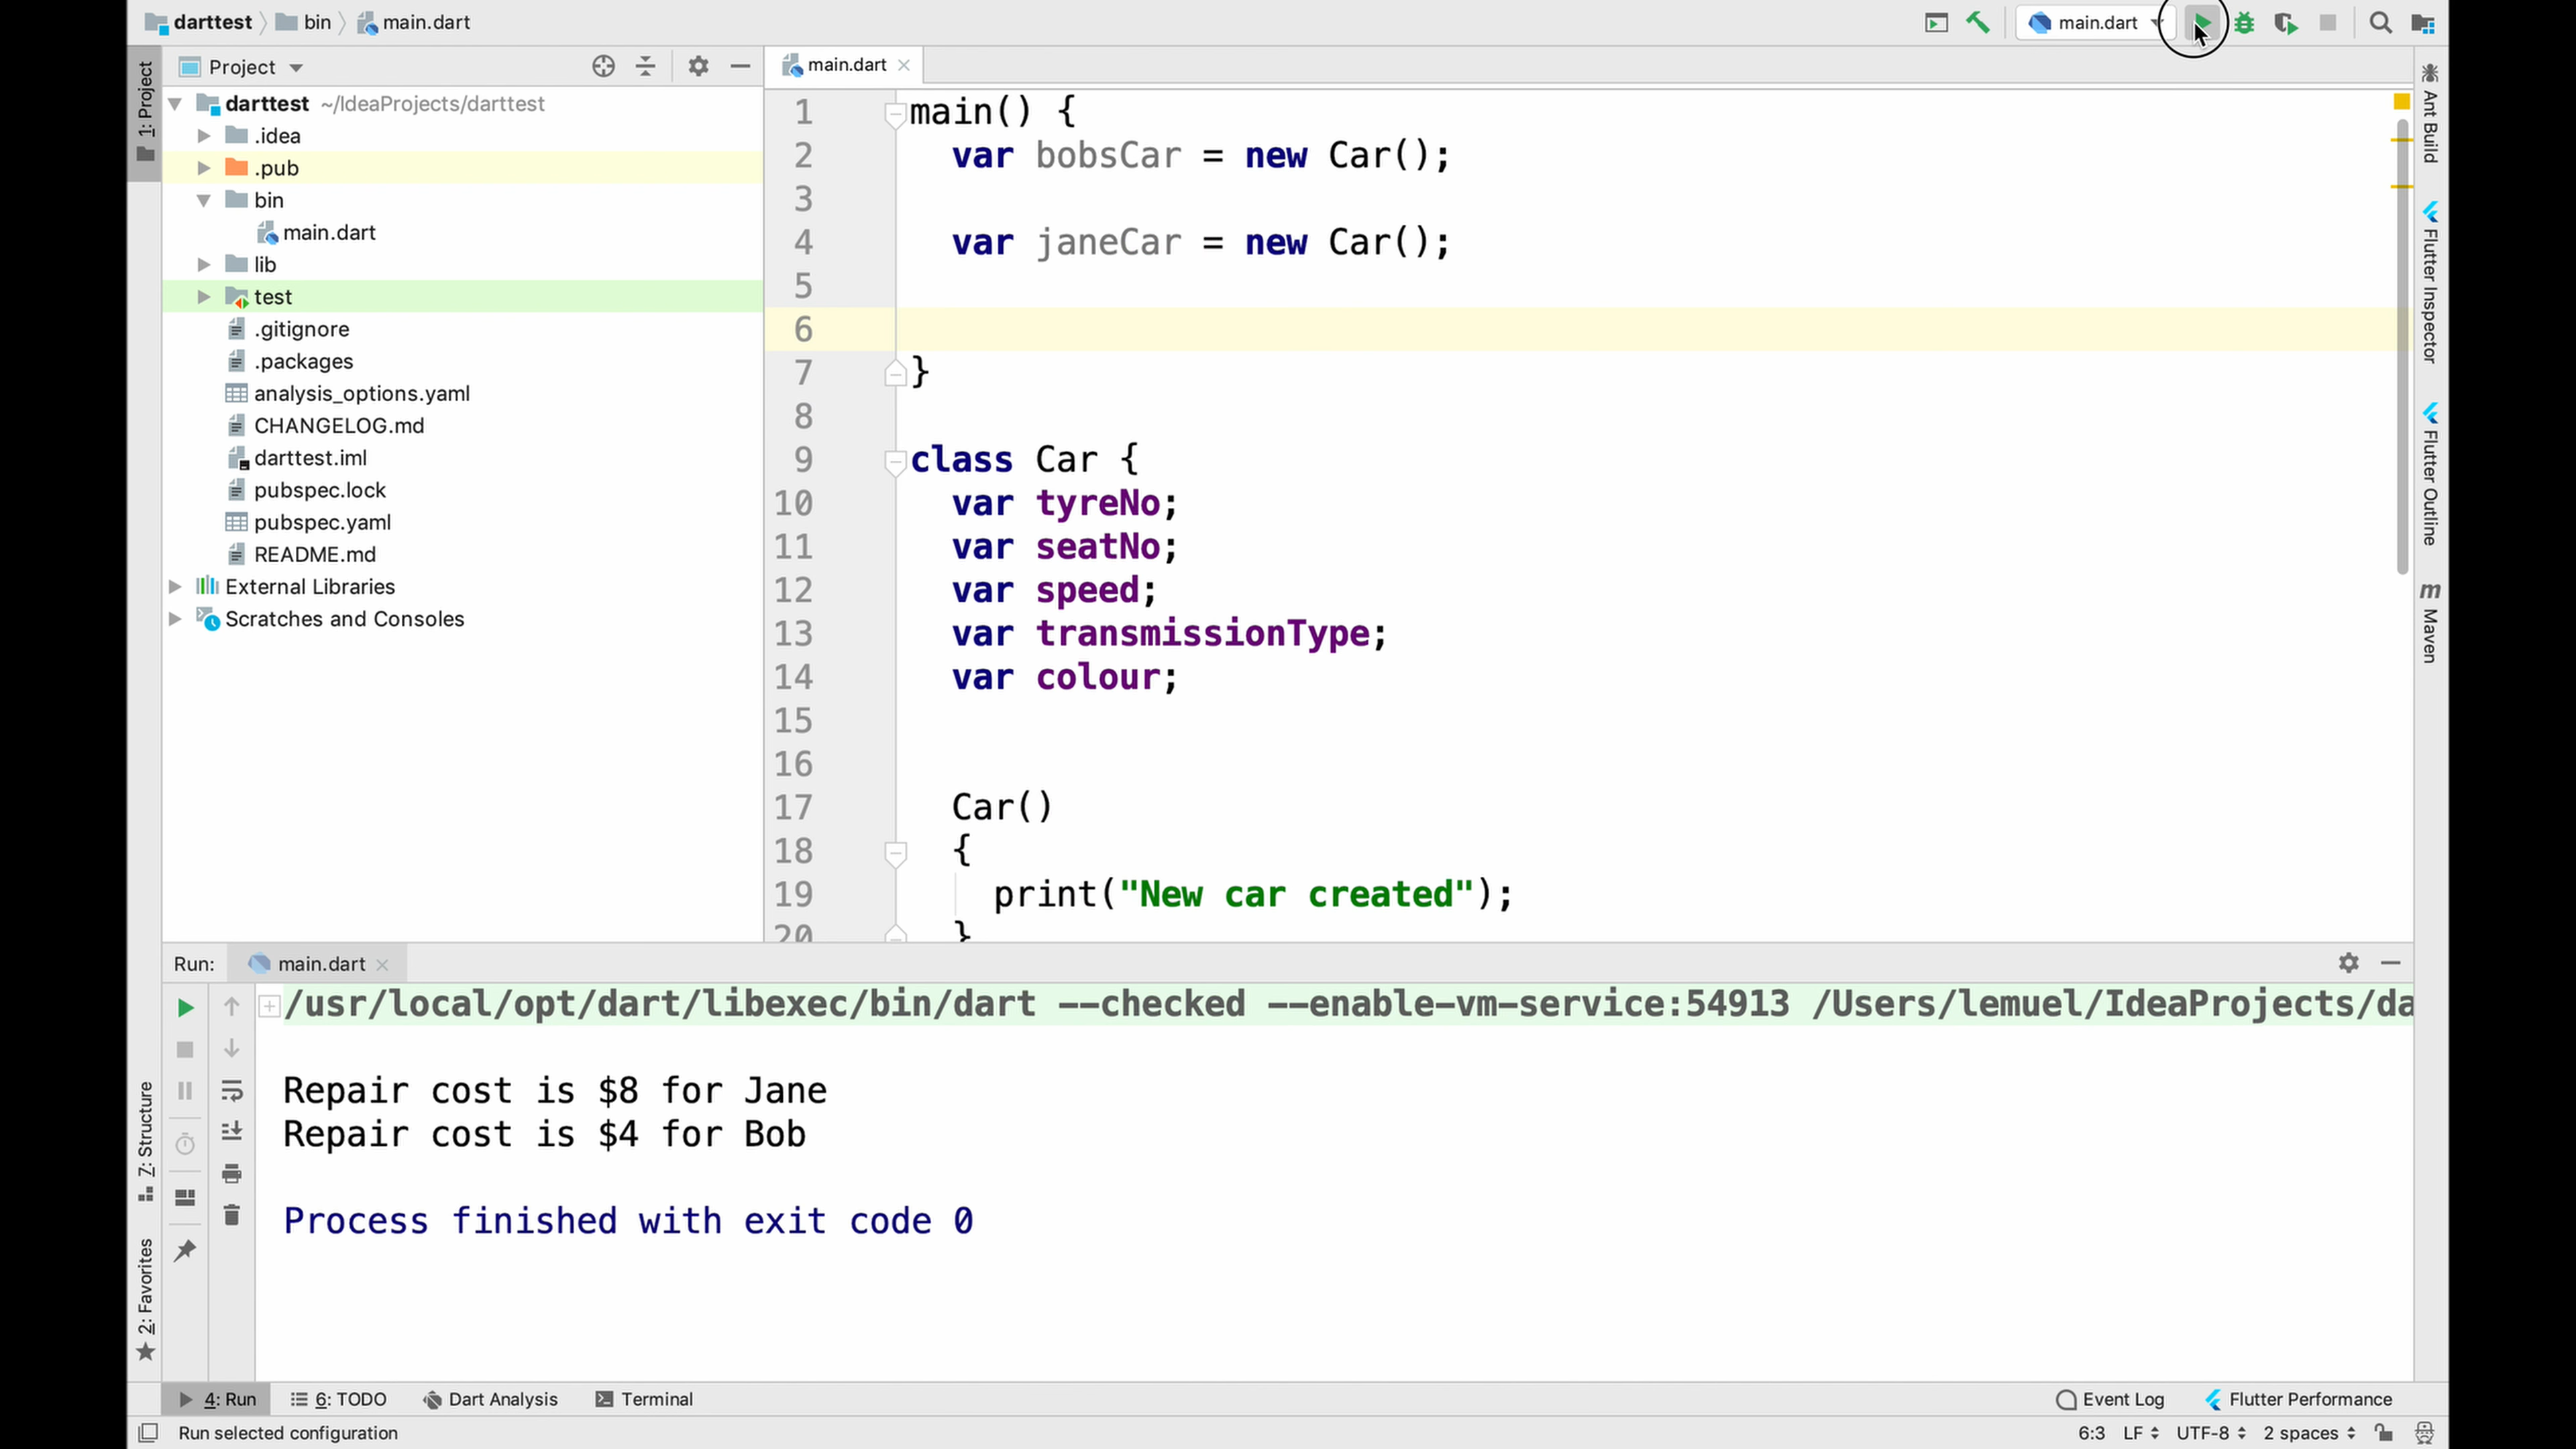 darttest bin main.dart main.dart
Project main.dart
1: Project
darttest ~/IdeaProjects/darttest
.idea
.pub
bin
main.dart
lib
test
.gitignore
.packages
analysis_options.yaml
CHANGELOG.md
darttest.iml
pubspec.lock
pubspec.yaml
README.md
External Libraries
Scratches and Consoles
1 main() {
2 var bobsCar = new Car();
3
4 var janeCar = new Car();
5
6
7 }
8
9 class Car {
10 var tyreNo;
11 var seatNo;
12 var speed;
13 var transmissionType;
14 var colour;
15
16
17 Car()
18 {
19 print("New car created");
20 }
Ant Build
Flutter Inspector
Flutter Outline
m Maven
Run: main.dart
/usr/local/opt/dart/libexec/bin/dart --checked --enable-vm-service:54913 /Users/lemuel/IdeaProjects/da
Repair cost is $8 for Jane
Repair cost is $4 for Bob
Process finished with exit code 0
7: Structure
2: Favorites
4: Run 6: TODO Dart Analysis Terminal Event Log Flutter Performance
Run selected configuration 6:3 LF UTF-8 2 spaces